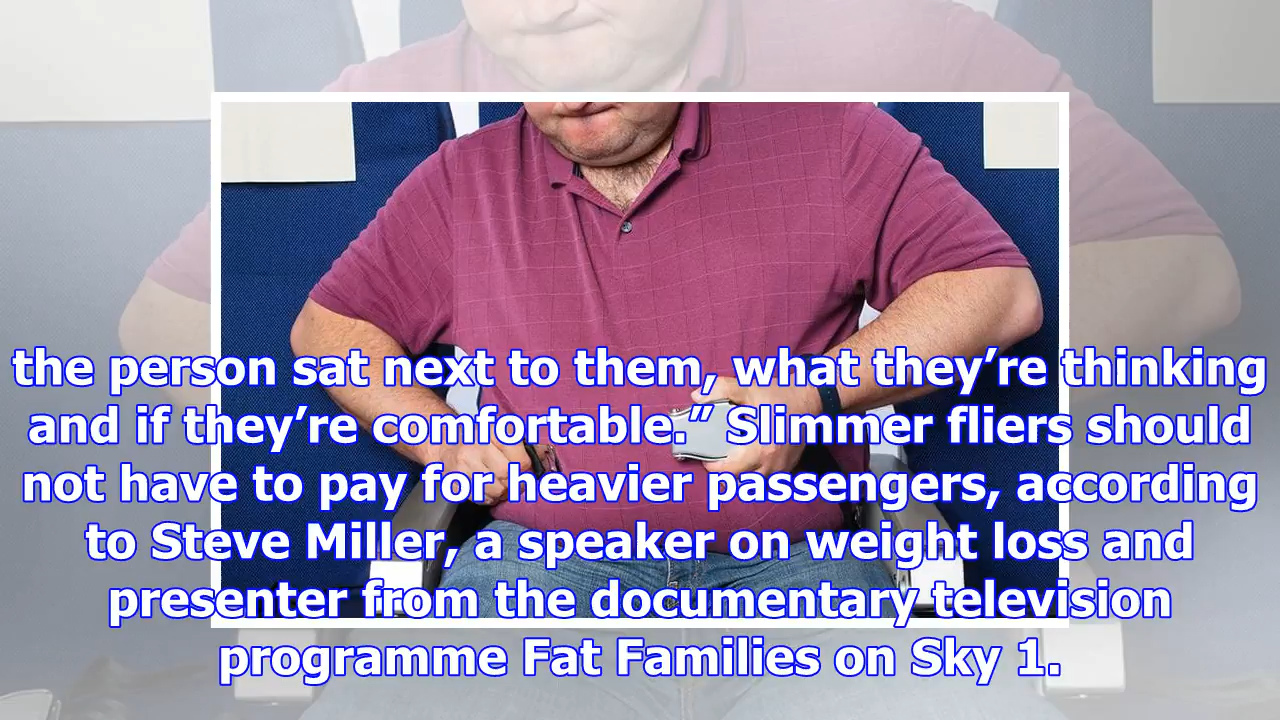 the person sat next to them, what they’re thinking
and if they’re comfortable.” Slimmer fliers should
not have to pay for heavier passengers, according
to Steve Miller, a speaker on weight loss and
presenter from the documentary television
programme Fat Families on Sky 1.